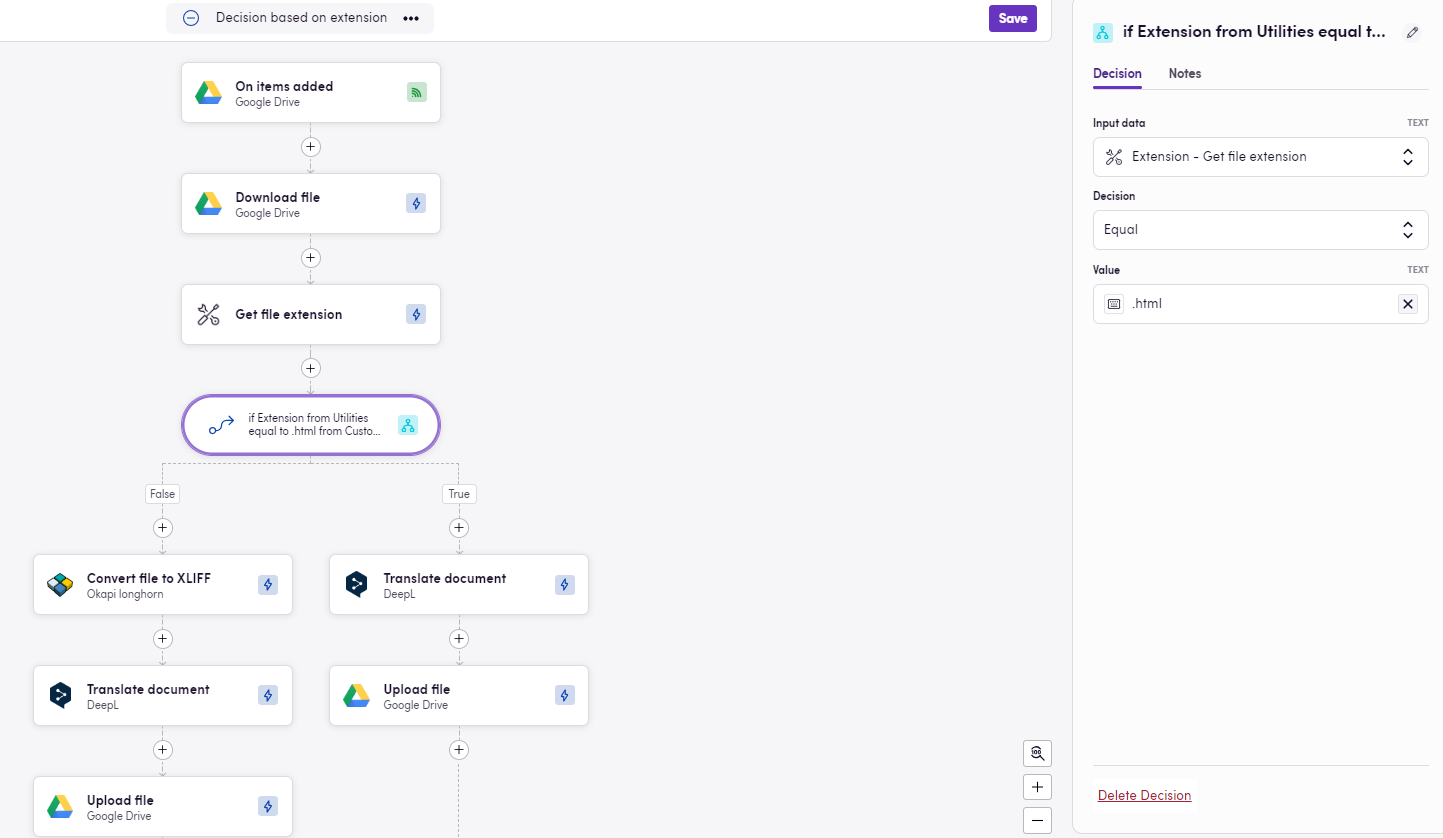 Decision based on extension
Save
On items added
Google Drive
Download file
Google Drive
Get file extension
if Extension from Utilities
equal to .html from Custo...
False
True
Convert file to XLIFF
Okapi longhorn
Translate document
DeepL
Translate document
DeepL
Upload file
Google Drive
Upload file
Google Drive
if Extension from Utilities equal t...
Decision Notes
Input data TEXT
Extension - Get file extension
Decision
Equal
Value TEXT
.html
Delete Decision